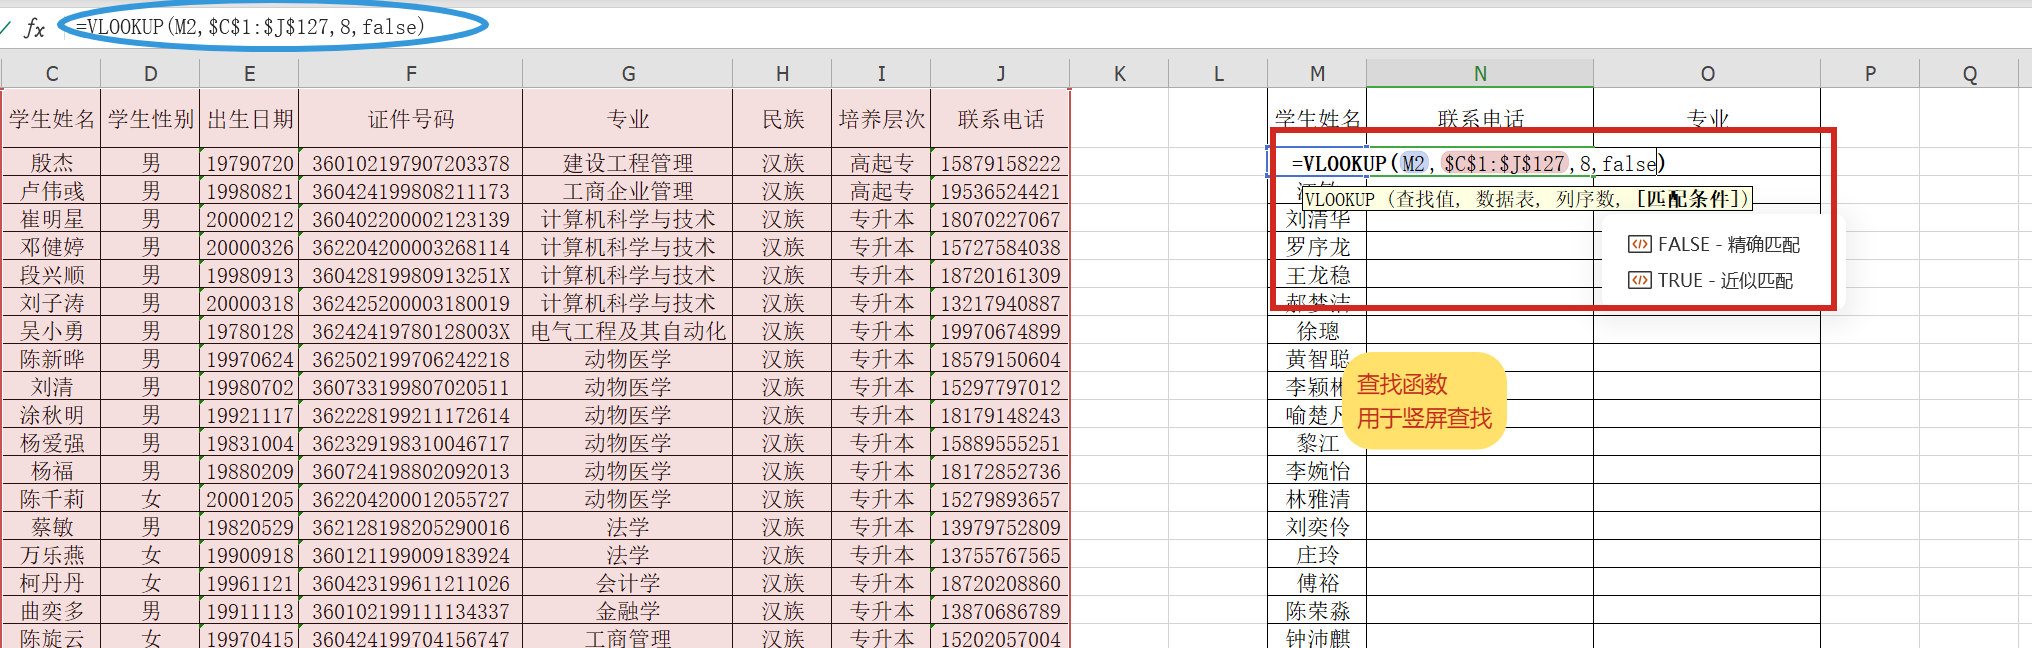 fx =VLOOKUP(M2,$C$1:$J$127,8,false)
C D E F G H I J K L M N O P Q
学生姓名 学生性别 出生日期 证件号码 专业 民族 培养层次 联系电话 学生姓名 联系电话 专业
殷杰 男 19790720 360102197907203378 建设工程管理 汉族 高起专 15879158222 =VLOOKUP(M2,$C$1:$J$127,8,false)
卢伟彧 男 19980821 360424199808211173 工商企业管理 汉族 高起专 19536524421 VLOOKUP (查找值, 数据表, 列序数, [匹配条件])
崔明星 男 20000212 360402200002123139 计算机科学与技术 汉族 专升本 18070227067 刘清华
邓健婷 男 20000326 362204200003268114 计算机科学与技术 汉族 专升本 15727584038 罗序龙 FALSE - 精确匹配
段兴顺 男 19980913 36042819980913251X 计算机科学与技术 汉族 专升本 18720161309 王龙稳 TRUE - 近似匹配
刘子涛 男 20000318 362425200003180019 计算机科学与技术 汉族 专升本 13217940887 郝梦洁
吴小勇 男 19780128 36242419780128003X 电气工程及其自动化 汉族 专升本 19970674899 徐璁
陈新晔 男 19970624 362502199706242218 动物医学 汉族 专升本 18579150604 黄智聪
刘清 男 19980702 360733199807020511 动物医学 汉族 专升本 15297797012 李颖彬 查找函数
涂秋明 男 19921117 362228199211172614 动物医学 汉族 专升本 18179148243 喻楚凡 用于竖屏查找
杨爱强 男 19831004 362329198310046717 动物医学 汉族 专升本 15889555251 黎江
杨福 男 19880209 360724198802092013 动物医学 汉族 专升本 18172852736 李婉怡
陈千莉 女 20001205 362204200012055727 动物医学 汉族 专升本 15279893657 林雅清
蔡敏 男 19820529 362128198205290016 法学 汉族 专升本 13979752809 刘奕伶
万乐燕 女 19900918 360121199009183924 法学 汉族 专升本 13755767565 庄玲
柯丹丹 女 19961121 360423199611211026 会计学 汉族 专升本 18720208860 傅裕
曲奕多 男 19911113 360102199111134337 金融学 汉族 专升本 13870686789 陈荣淼
陈旋云 女 19970415 360424199704156747 工商管理 汉族 专升本 15202057004 钟沛麒